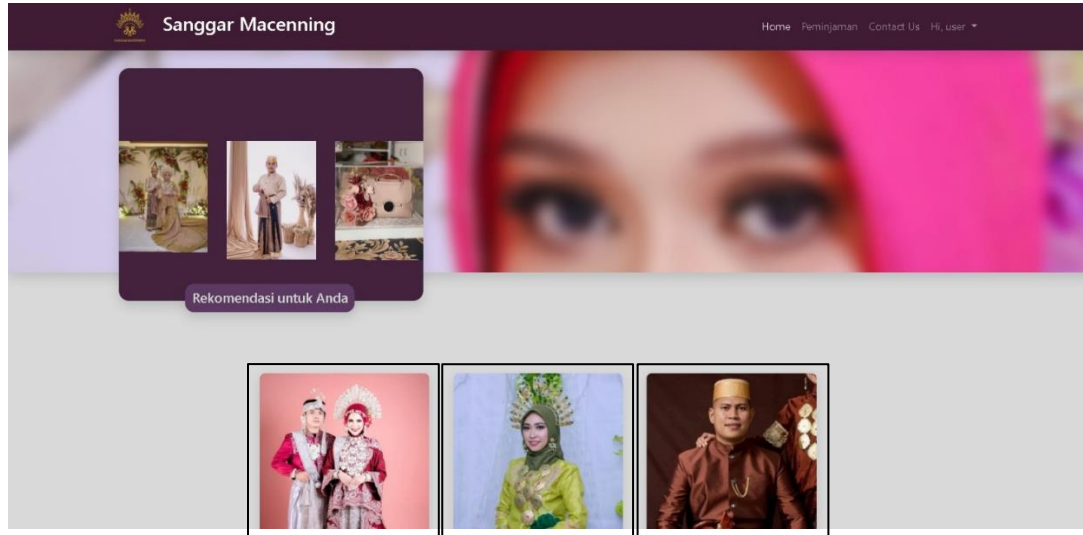 Sanggar Macenning
Home Peminjaman Contact Us Hi, user
Rekomendasi untuk Anda